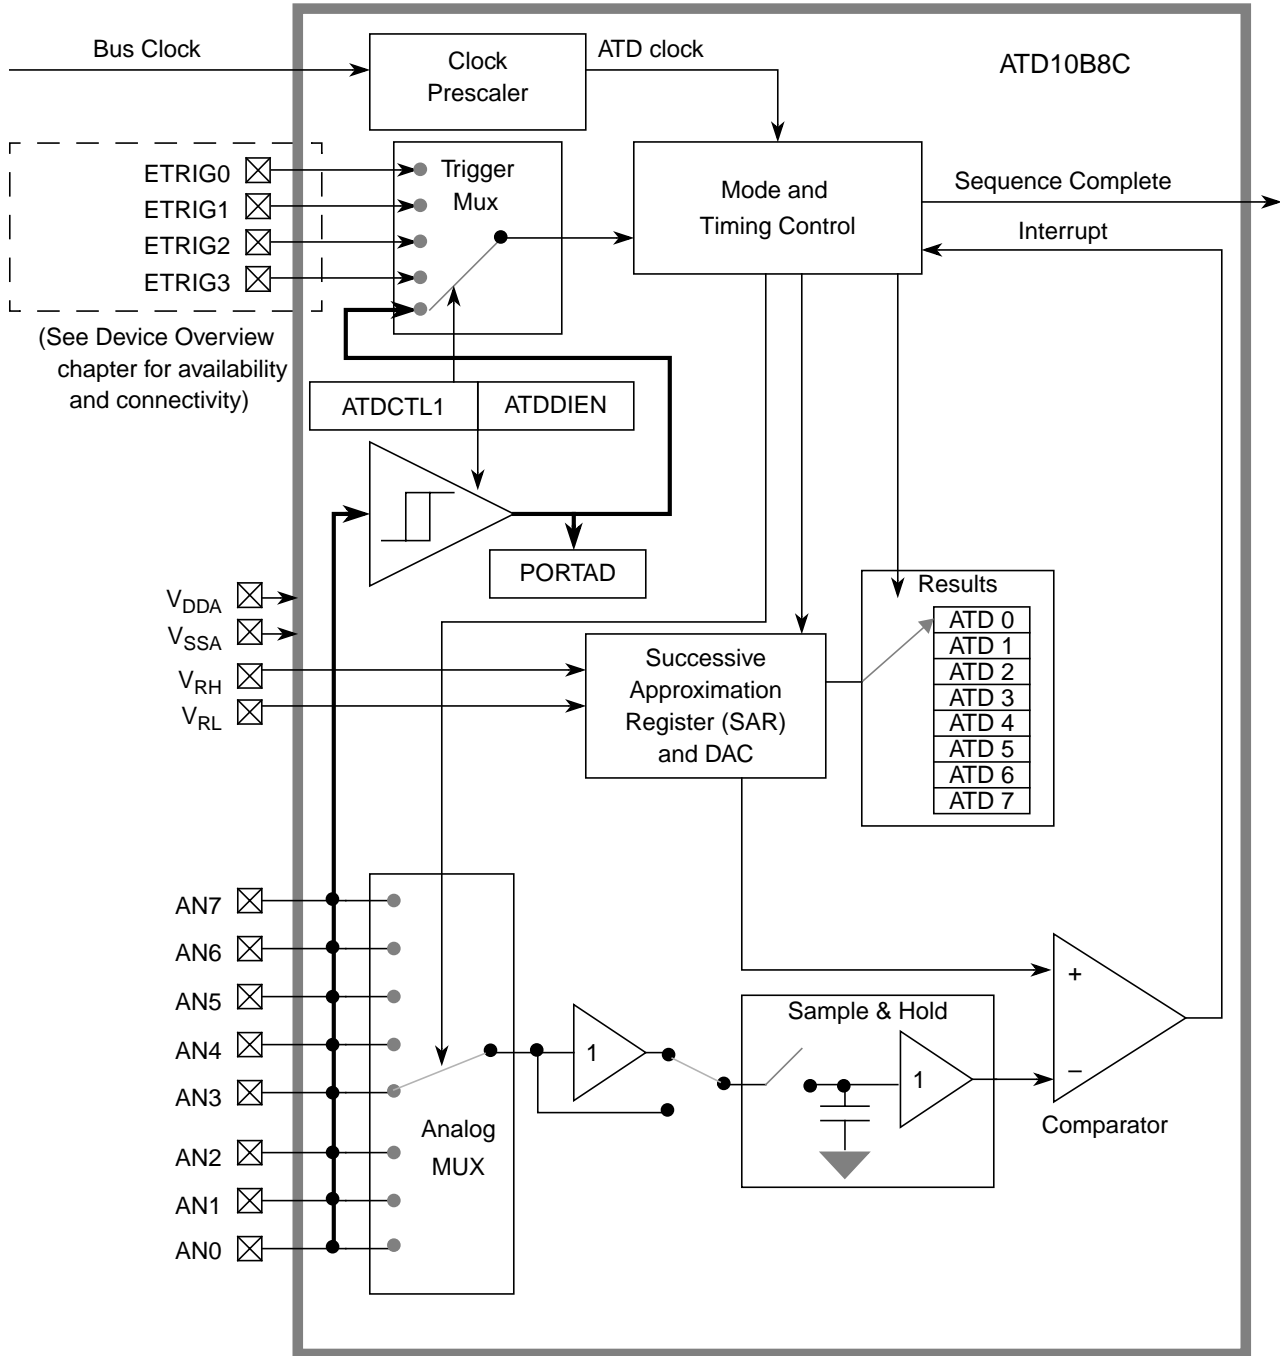 Bus Clock
Clock
Prescaler
ATD clock
ATD10B8C
ETRIG0
ETRIG1
ETRIG2
ETRIG3
(See Device Overview
chapter for availability
and connectivity)
Trigger
Mux
Mode and
Timing Control
Sequence Complete
Interrupt
ATDCTL1
ATDDIEN
PORTAD
VDDA
VSSA
VRH
VRL
Successive
Approximation
Register (SAR)
and DAC
Results
ATD 0
ATD 1
ATD 2
ATD 3
ATD 4
ATD 5
ATD 6
ATD 7
AN7
AN6
AN5
AN4
AN3
AN2
AN1
AN0
Analog
MUX
1
Sample & Hold
1
+
−
Comparator